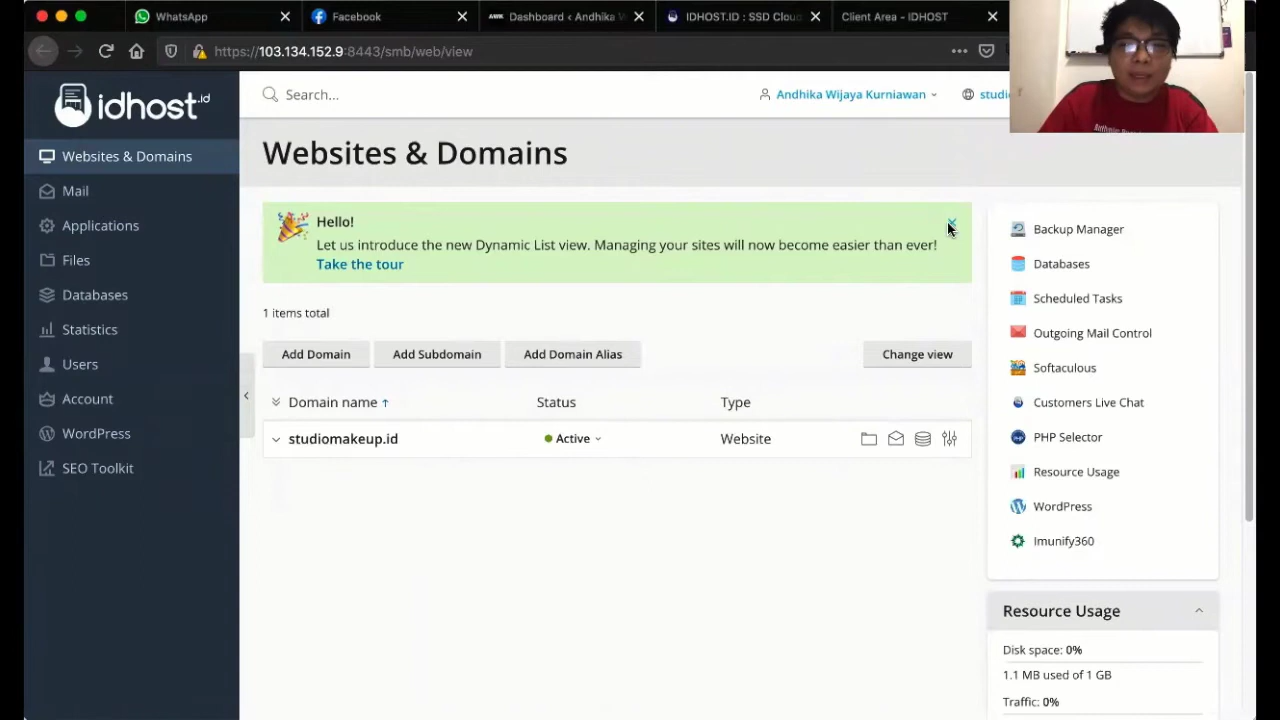 WhatsApp
Facebook
Dashboard ‹ Andhika W
IDHOST.ID : SSD Cloud
Client Area - IDHOST
https://103.134.152.9:8443/smb/web/view
idhost.id
Search...
Andhika Wijaya Kurniawan
studi
Websites & Domains
Mail
Applications
Files
Databases
Statistics
Users
Account
WordPress
SEO Toolkit
Websites & Domains
Hello!
Let us introduce the new Dynamic List view. Managing your sites will now become easier than ever!
Take the tour
1 items total
Add Domain
Add Subdomain
Add Domain Alias
Change view
Domain name
Status
Type
studiomakeup.id
Active
Website
Backup Manager
Databases
Scheduled Tasks
Outgoing Mail Control
Softaculous
Customers Live Chat
PHP Selector
Resource Usage
WordPress
Imunify360
Resource Usage
Disk space: 0%
1.1 MB used of 1 GB
Traffic: 0%